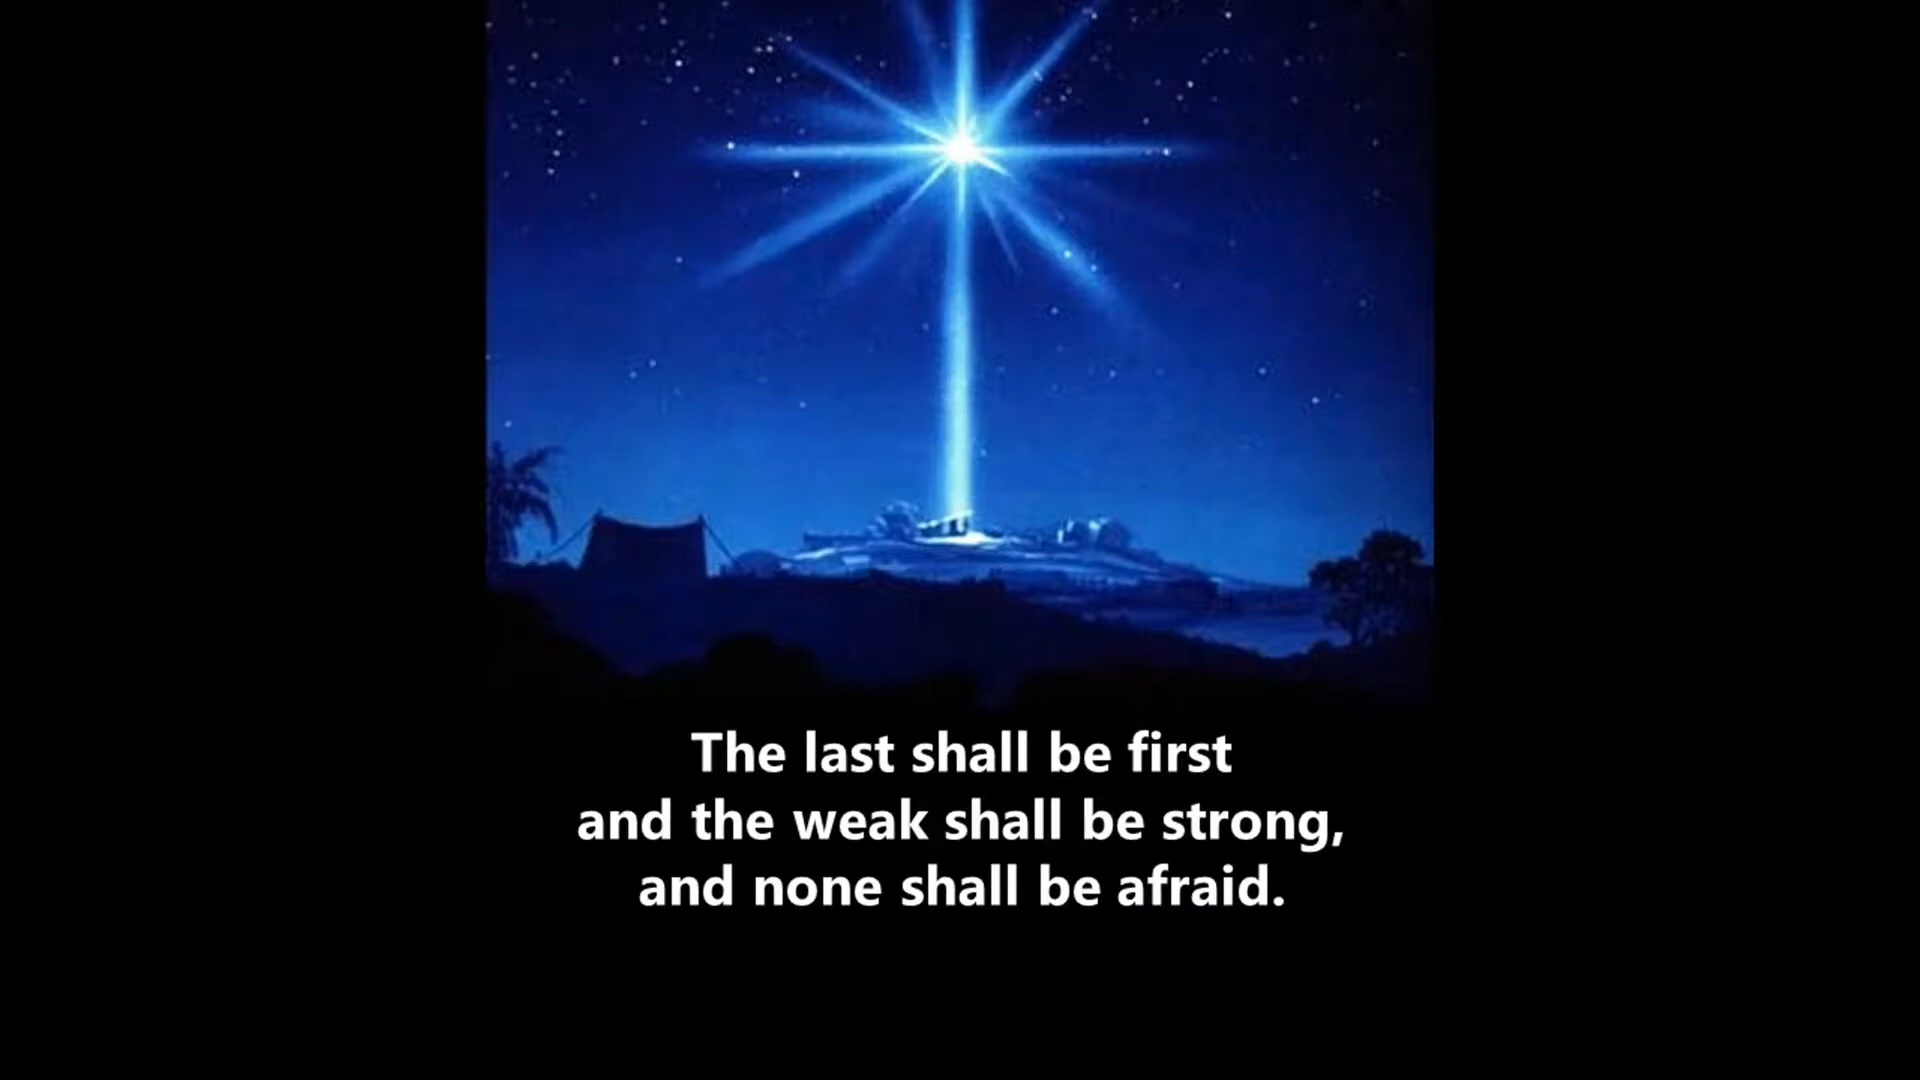 The last shall be first
and the weak shall be strong,
and none shall be afraid.